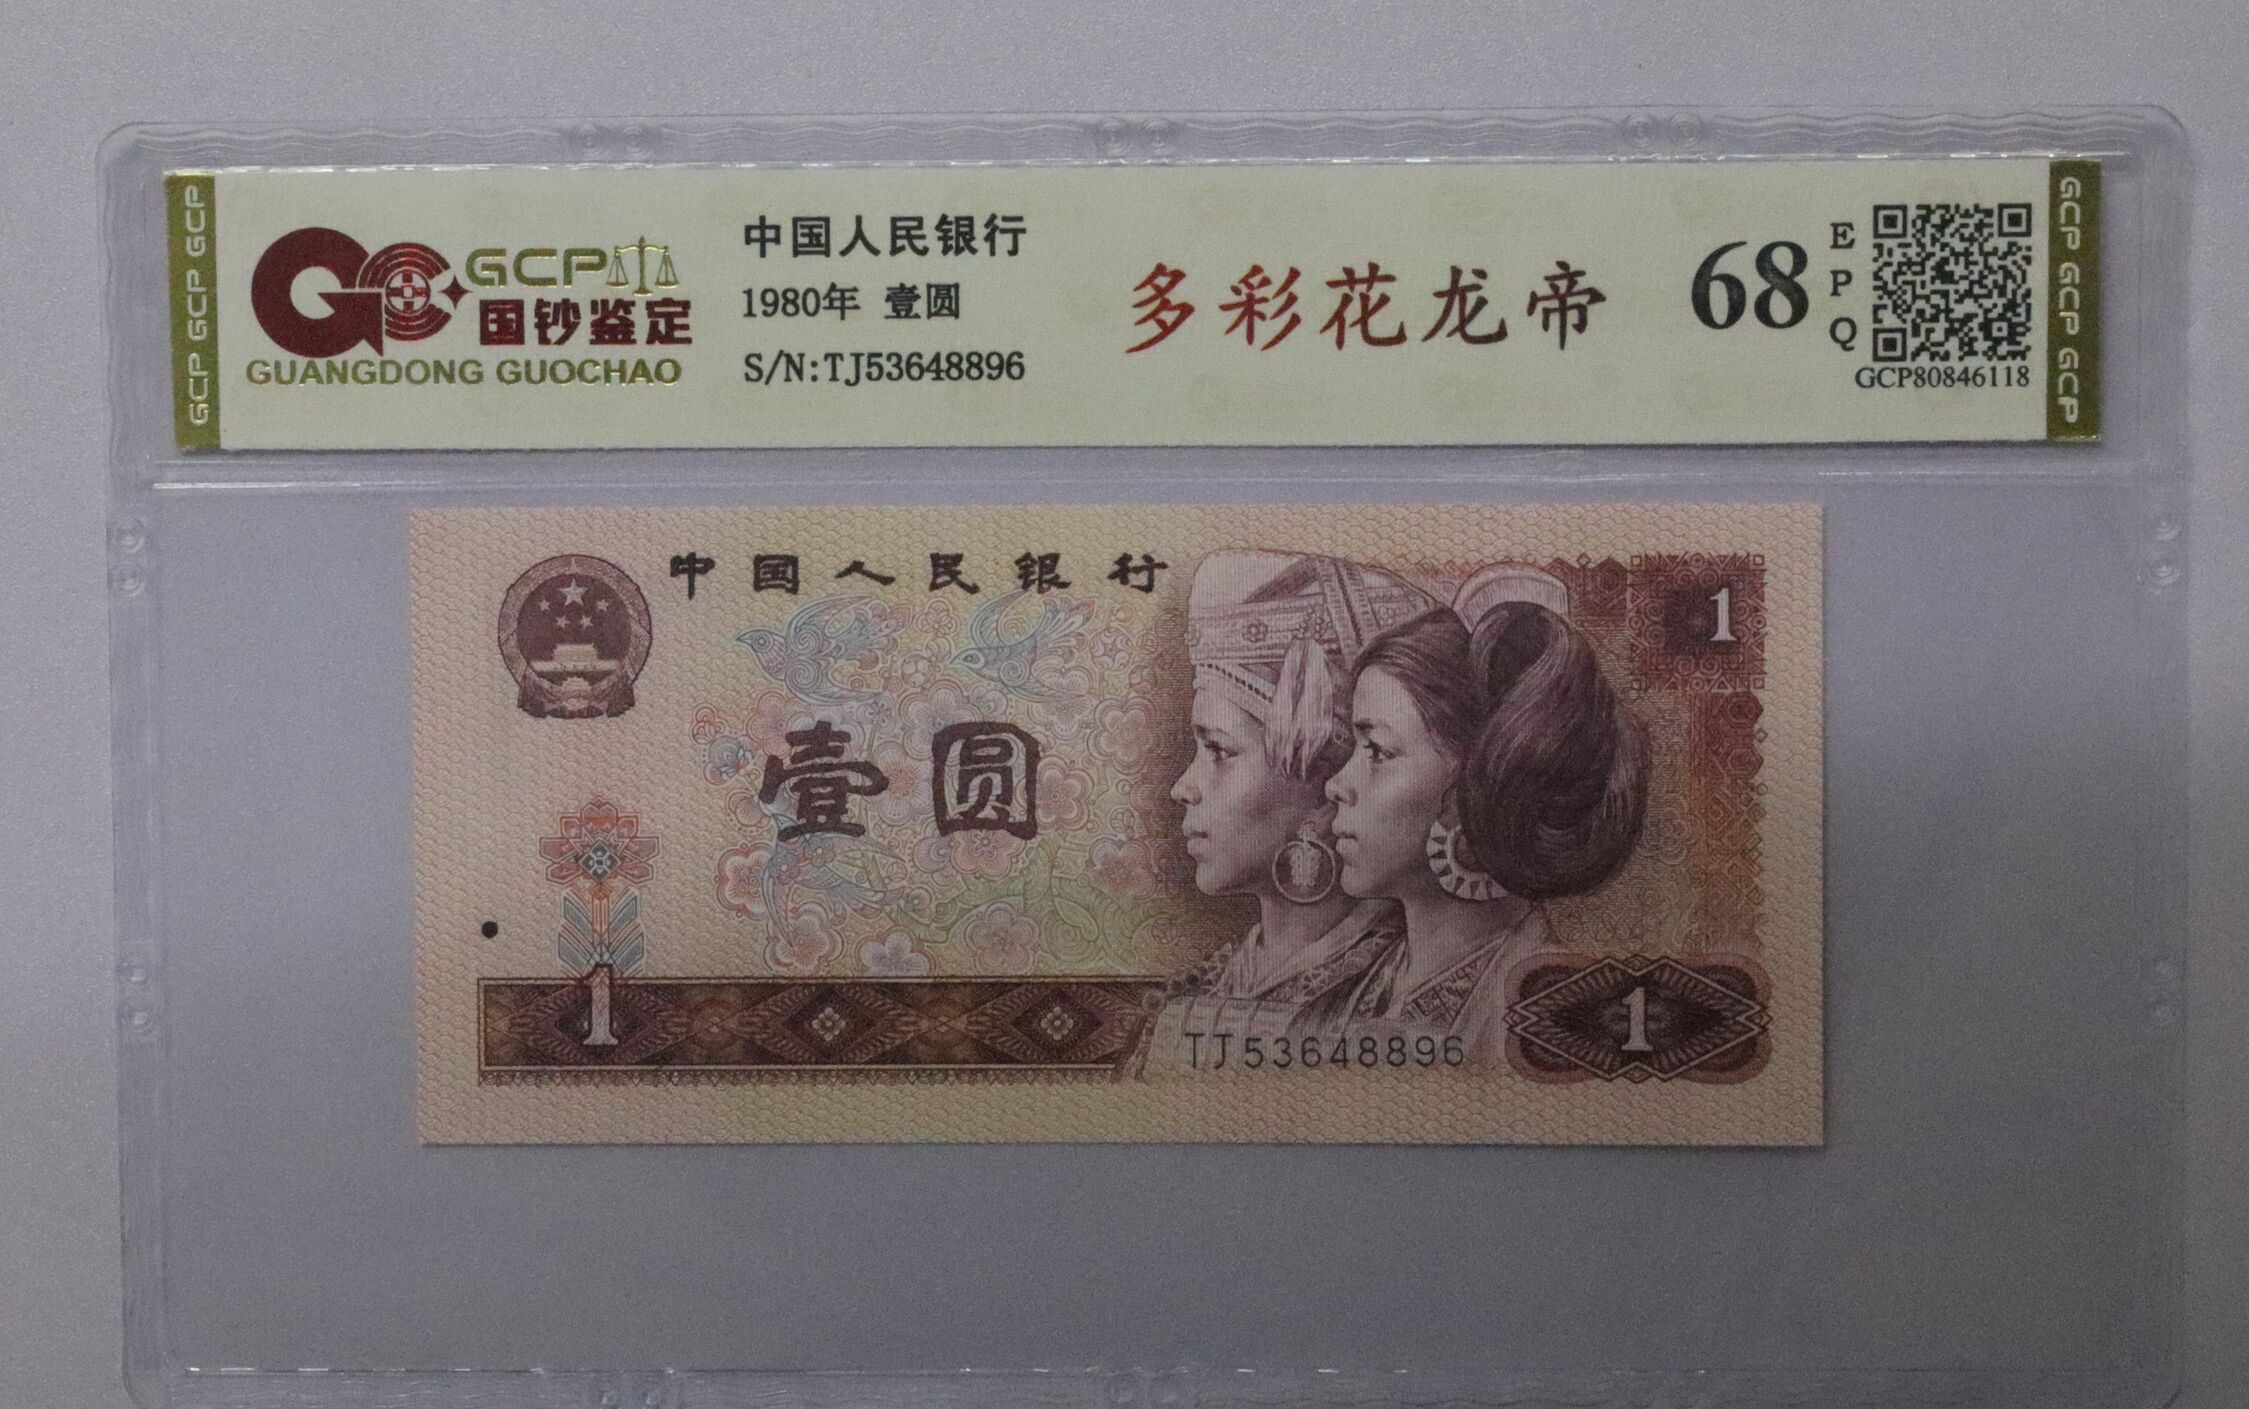 GCP GCP GCP
GCP
国钞鉴定
GUANGDONG GUOCHAO
中国人民银行
1980年 壹圆
S/N:TJ53648896
多彩花龙帝
68
EPQ
GCP80846118
GCP GCP GCP
中国人民银行
1
壹圆
1
1
TJ53648896